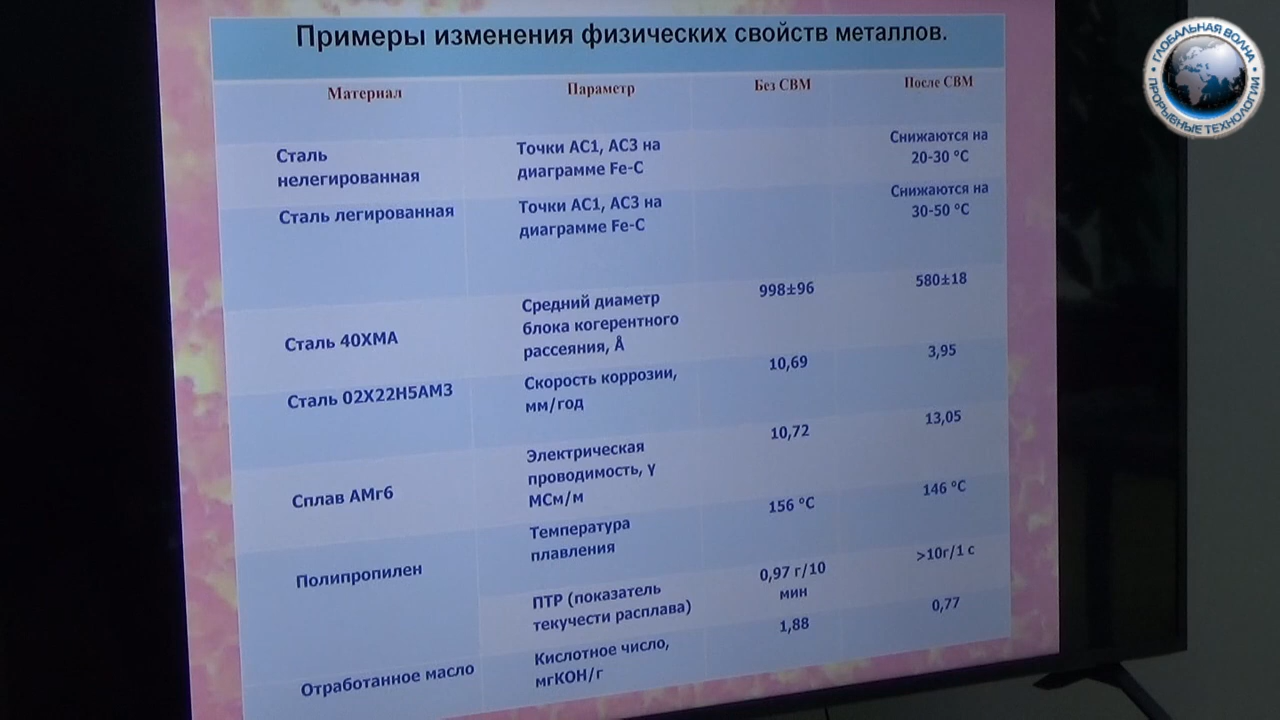 Примеры изменения физических свойств металлов.
Материал Параметр Без СВМ После СВМ
Сталь
нелегированная
Точки АС1, АС3 на
диаграмме Fe-C
Снижаются на
20-30 °С
Сталь легированная
Точки АС1, АС3 на
диаграмме Fe-C
Снижаются на
30-50 °С
Сталь 40ХМА
Средний диаметр
блока когерентного
рассеяния, Å
998±96
580±18
Сталь 02Х22Н5АМ3
Скорость коррозии,
мм/год
10,69
3,95
Сплав АМг6
Электрическая
проводимость, γ
МСм/м
10,72
13,05
Полипропилен
Температура
плавления
156 °С
146 °С
ПТР (показатель
текучести расплава)
0,97 г/10
мин
>10г/1 с
Отработанное масло
Кислотное число,
мгКОН/г
1,88
0,77
ГЛОБАЛЬНАЯ ВОЛНА
ПРОРЫВНЫЕ ТЕХНОЛОГИИ